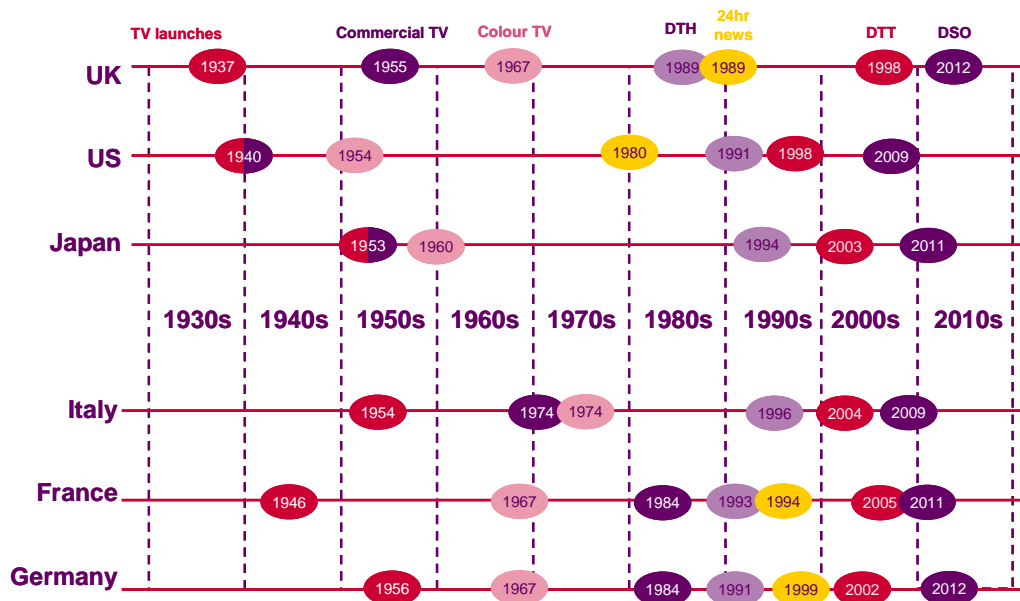 TV launches Commercial TV Colour TV DTH 24hr news DTT DSO
UK 1937 1955 1967 1989 1989 1998 2012
US 1940 1954 1980 1991 1998 2009
Japan 1953 1960 1994 2003 2011
1930s 1940s 1950s 1960s 1970s 1980s 1990s 2000s 2010s
Italy 1954 1974 1974 1996 2004 2009
France 1946 1967 1984 1993 1994 2005 2011
Germany 1956 1967 1984 1991 1999 2002 2012